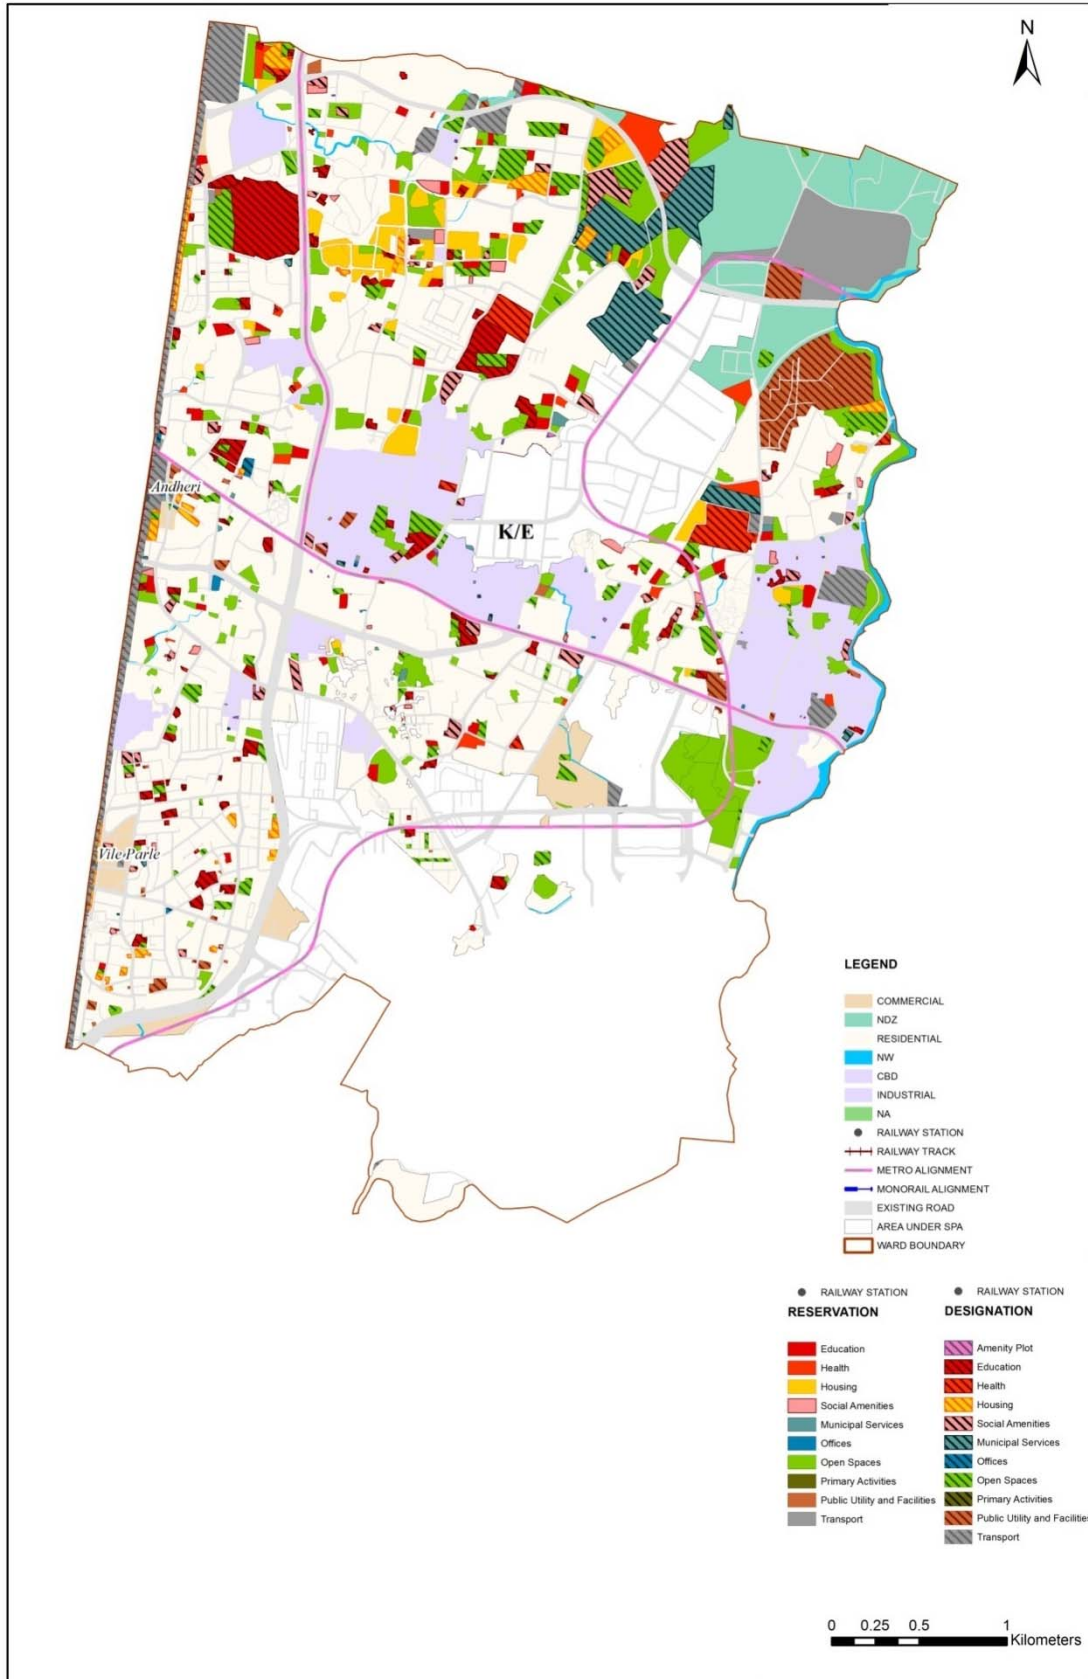 N
Andheri
K/E
Vile Parle
LEGEND
COMMERCIAL
NDZ
RESIDENTIAL
NW
CBD
INDUSTRIAL
NA
RAILWAY STATION
RAILWAY TRACK
METRO ALIGNMENT
MONORAIL ALIGNMENT
EXISTING ROAD
AREA UNDER SPA
WARD BOUNDARY
RAILWAY STATION
RESERVATION
Education
Health
Housing
Social Amenities
Municipal Services
Offices
Open Spaces
Primary Activities
Public Utility and Facilities
Transport
RAILWAY STATION
DESIGNATION
Amenity Plot
Education
Health
Housing
Social Amenities
Municipal Services
Offices
Open Spaces
Primary Activities
Public Utility and Facilities
Transport
0 0.25 0.5 1
Kilometers